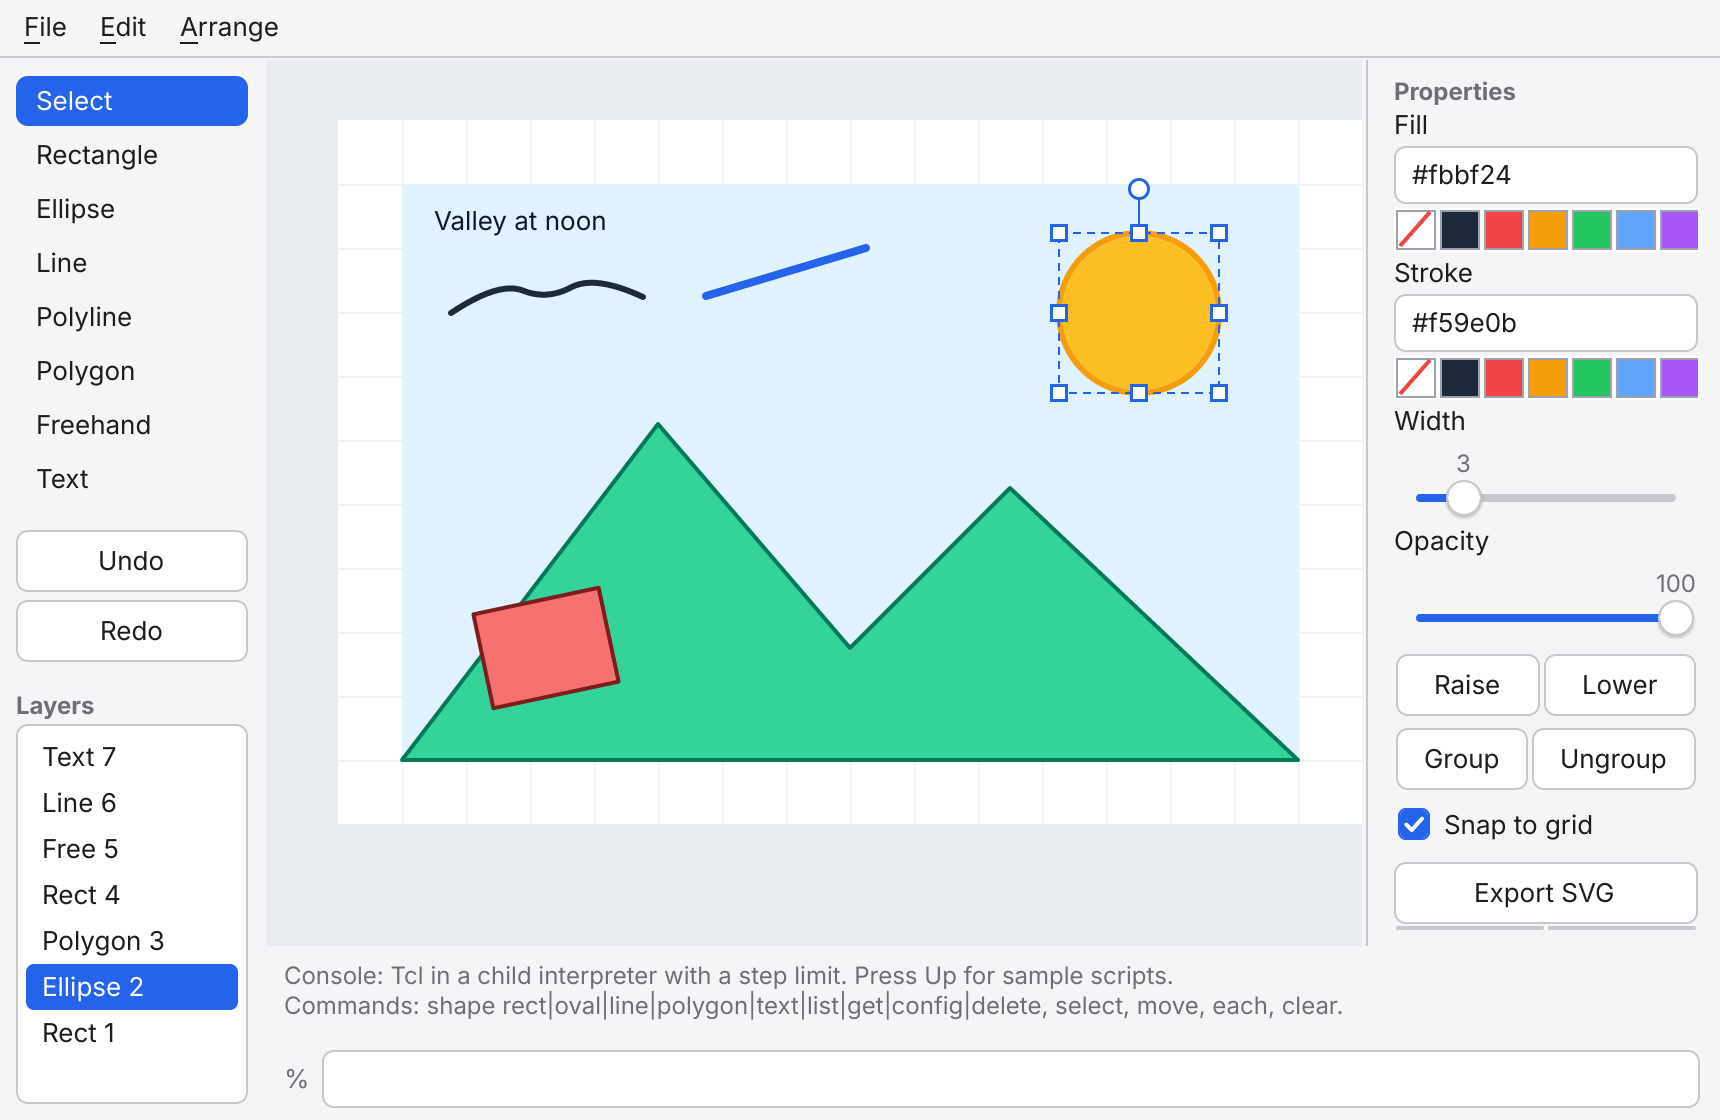 File Edit Arrange
Select
Rectangle
Ellipse
Line
Polyline
Polygon
Freehand
Text
Undo
Redo
Layers
Text 7
Line 6
Free 5
Rect 4
Polygon 3
Ellipse 2
Rect 1
Valley at noon
Properties
Fill
#fbbf24
Stroke
#f59e0b
Width
3
Opacity
100
Raise Lower
Group Ungroup
Snap to grid
Export SVG
Console: Tcl in a child interpreter with a step limit. Press Up for sample scripts.
Commands: shape rect|oval|line|polygon|text|list|get|config|delete, select, move, each, clear.
%